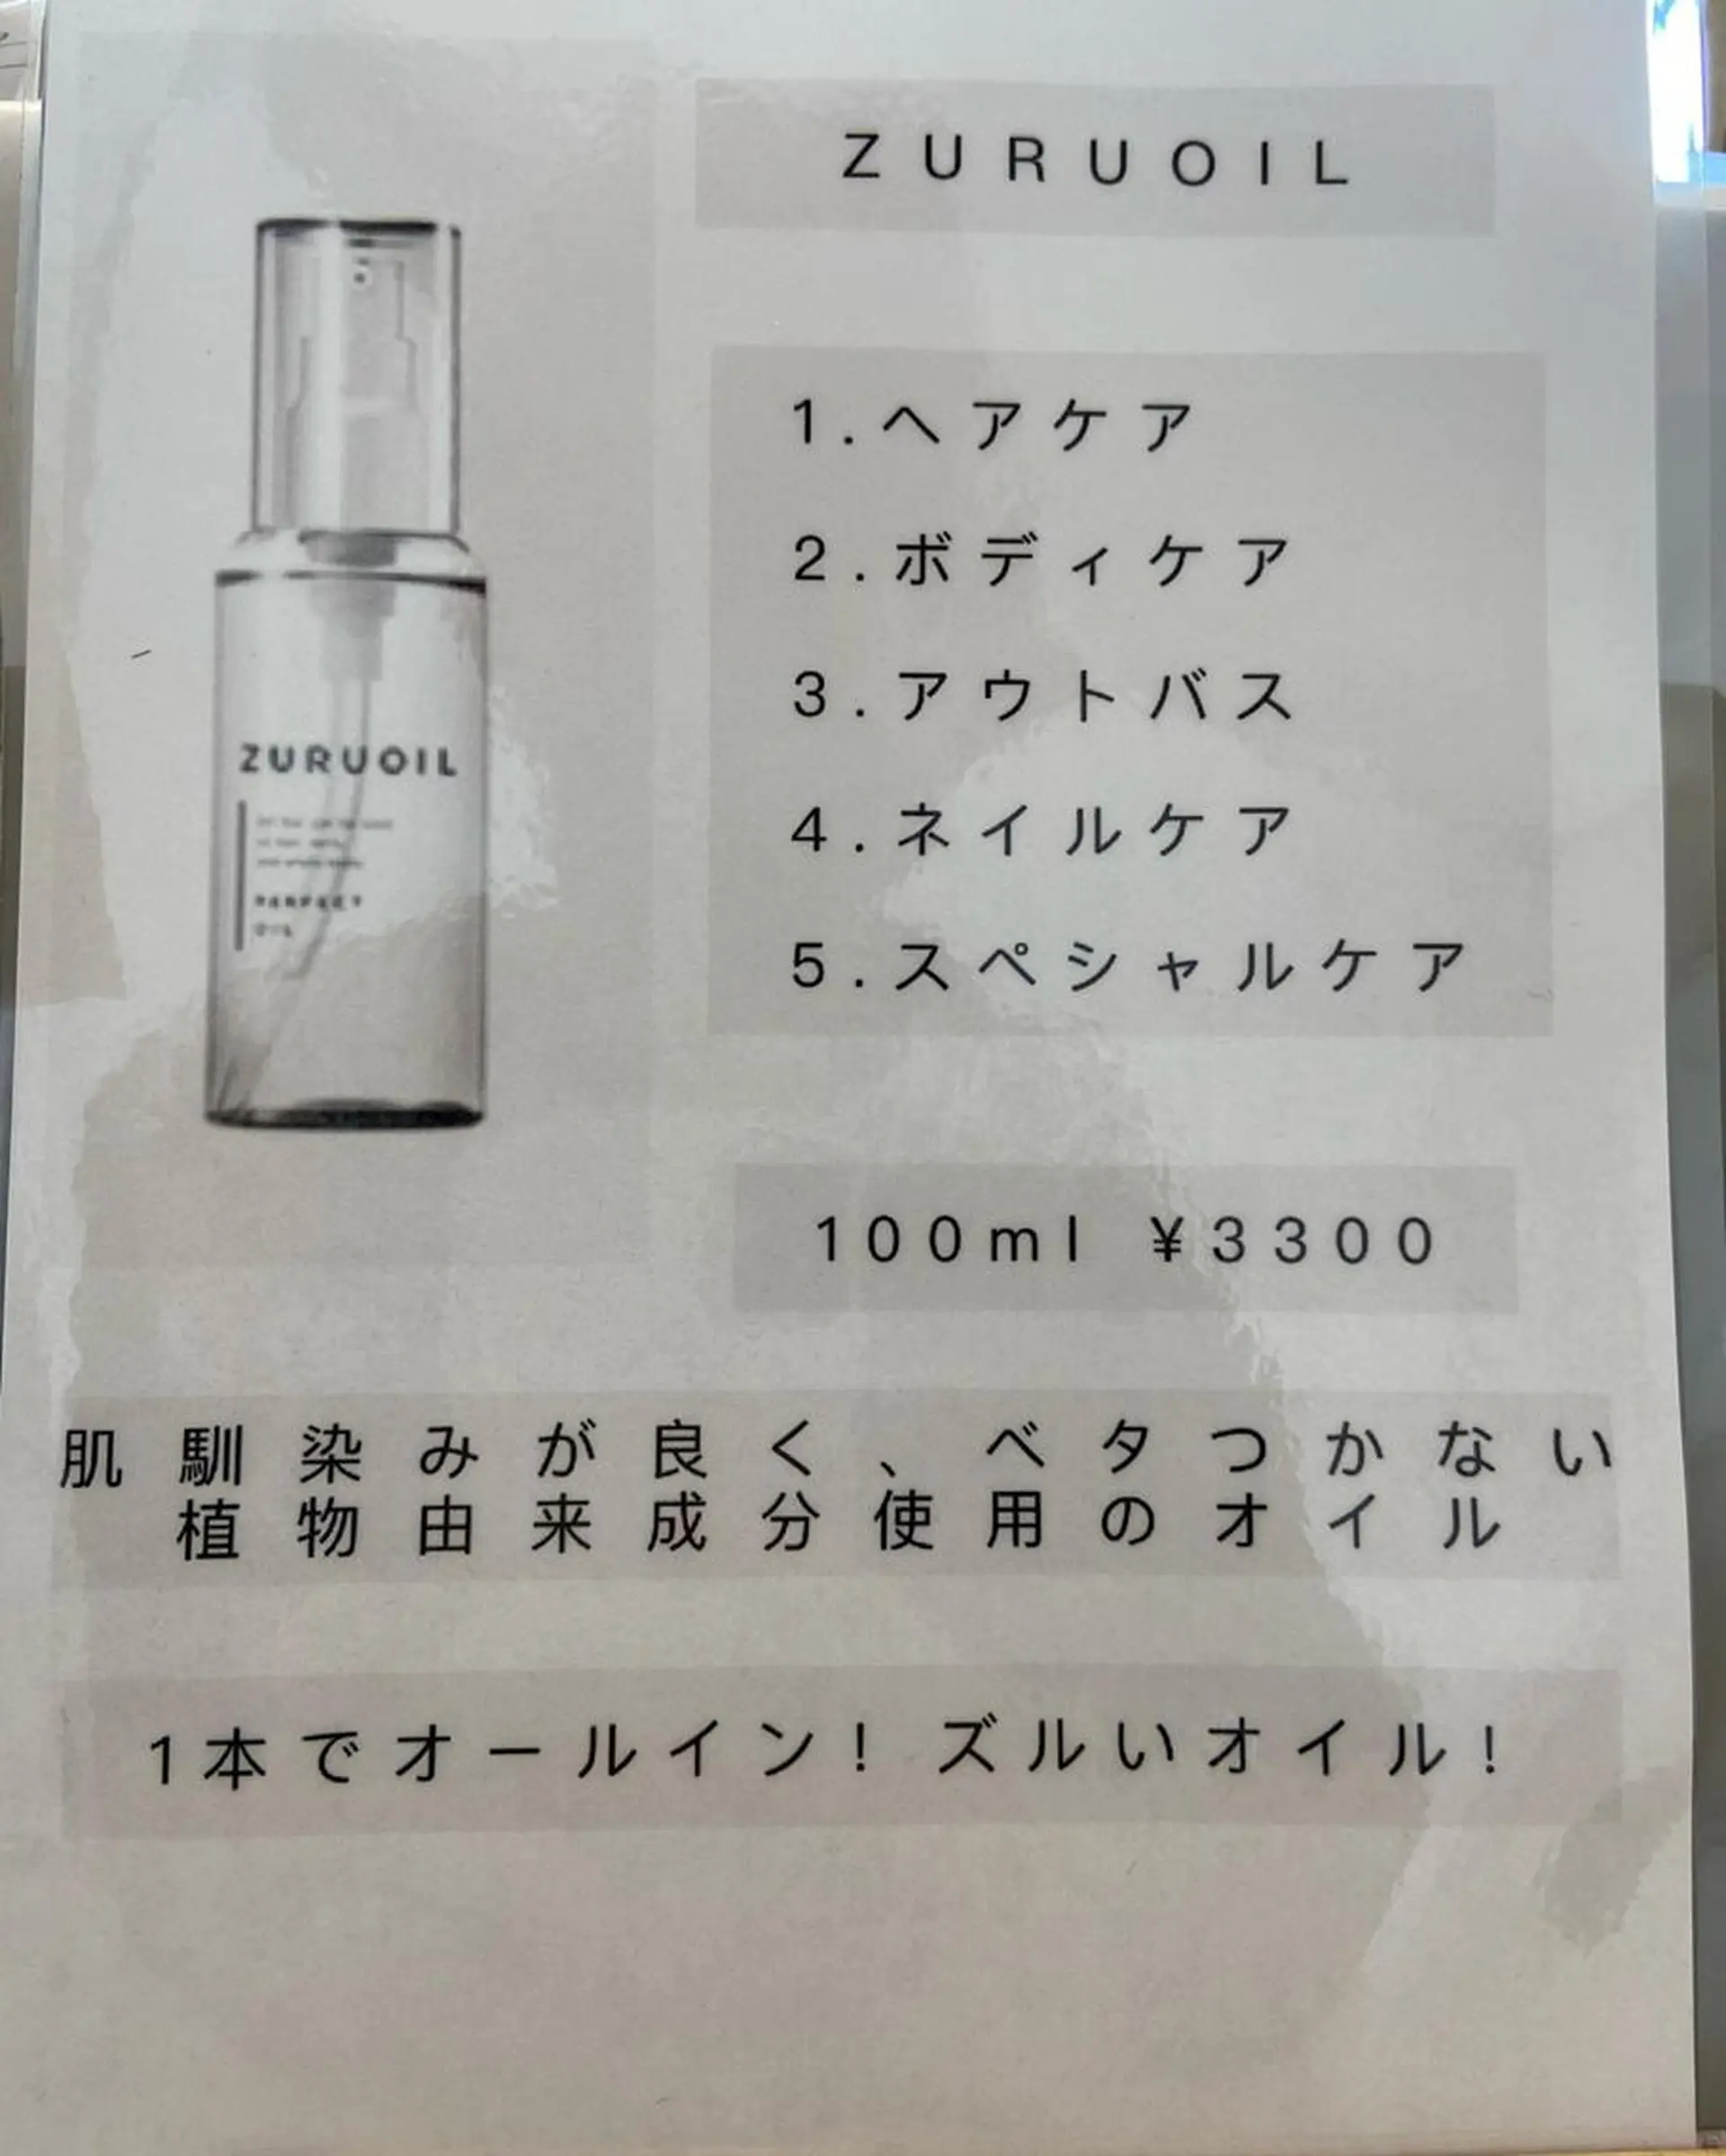 ZURUOIL
1.ヘアケア
2.ボディケア
3.アウトバス
4.ネイルケア
5.スペシャルケア
100ml ¥3300
ZURUOIL
PERFECT
OIL
肌馴染みが良く、ベタつかない
植物由来成分使用のオイル
1本でオールイン!ズルいオイル!